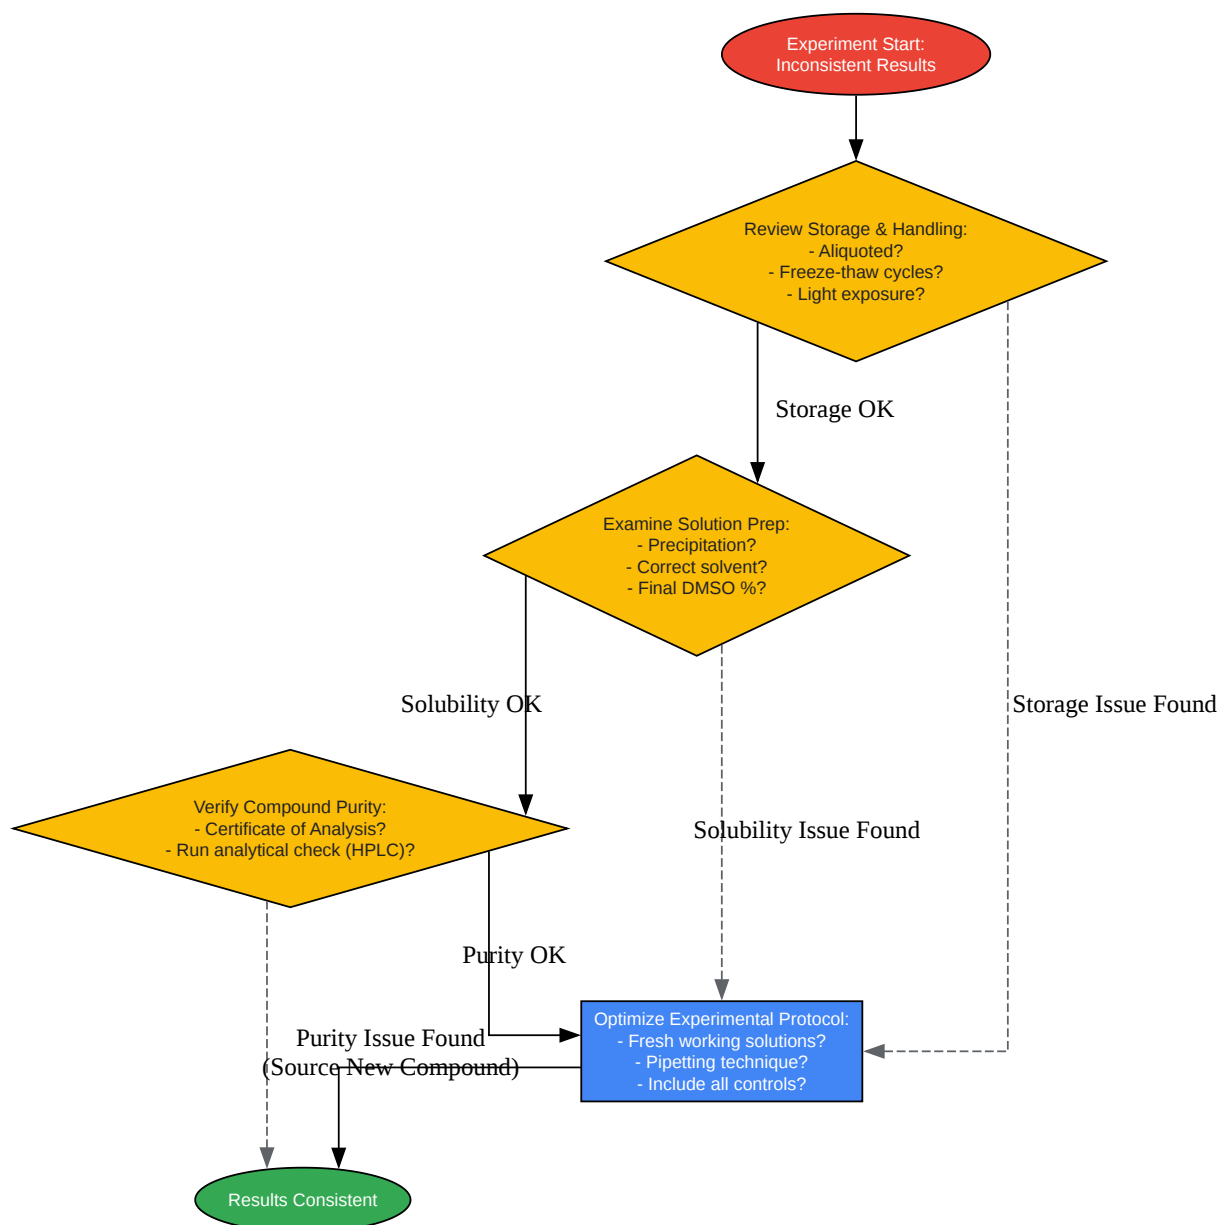 Experiment Start:
Inconsistent Results
Review Storage & Handling:
- Aliquoted?
- Freeze-thaw cycles?
- Light exposure?
Storage OK
Examine Solution Prep:
- Precipitation?
- Correct solvent?
- Final DMSO %?
Solubility OK
Storage Issue Found
Verify Compound Purity:
- Certificate of Analysis?
- Run analytical check (HPLC)?
Solubility Issue Found
Purity OK
Optimize Experimental Protocol:
- Fresh working solutions?
- Pipetting technique?
- Include all controls?
Purity Issue Found
(Source New Compound)
Results Consistent